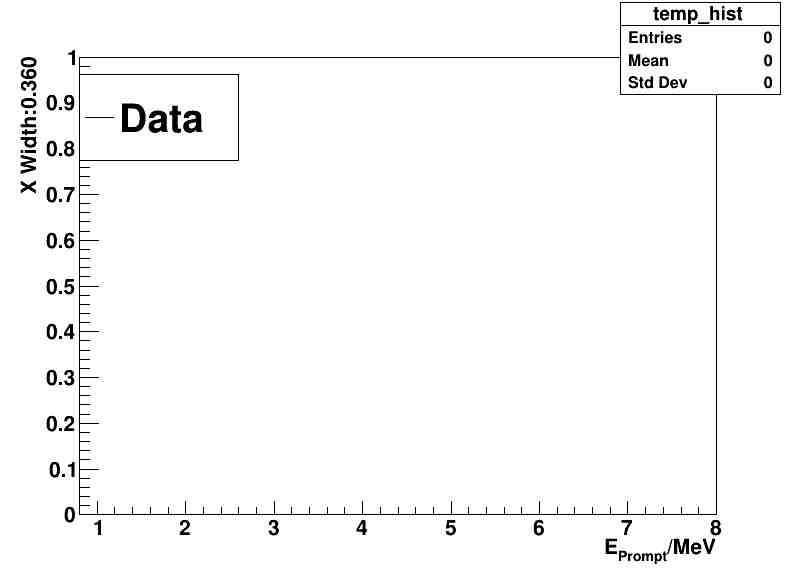 temp_hist
Entries 0
Mean 0
Std Dev 0
X Width:0.360
1
0.9
0.8
0.7
0.6
0.5
0.4
0.3
0.2
0.1
0
Data
1 2 3 4 5 6 7 8
E_Prompt/MeV